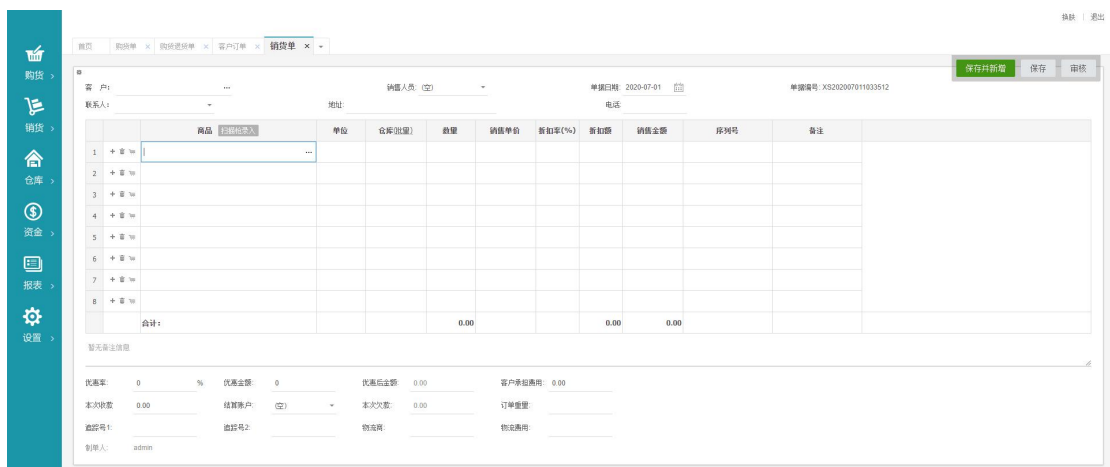 换肤 | 退出
购货
销货
仓库
资金
报表
设置
首页 购货单 × 购货退货单 × 客户订单 × 销货单 ×
保存并新增 保存 审核
客 户: ... 销售人员: (空) 单据日期: 2020-07-01 单据编号: XS202007011033512
联系人: 地址: 电话:
商品 扫描枪录入 单位 仓库(批量) 数量 销售单价 折扣率(%) 折扣额 销售金额 序列号 备注
1 ...
2
3
4
5
6
7
8
合计: 0.00 0.00 0.00
暂无备注信息
优惠率: 0 % 优惠金额: 0 优惠后金额: 0.00 客户承担费用: 0.00
本次收款: 0.00 结算账户: (空) 本次欠款: 0.00 订单重量:
追踪号1: 追踪号2: 物流商: 物流费用:
制单人: admin